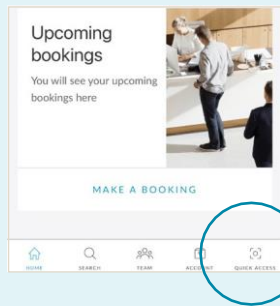 Upcoming
bookings
You will see your upcoming
bookings here
MAKE A BOOKING
HOME SEARCH TEAM ACCOUNT QUICK ACCESS